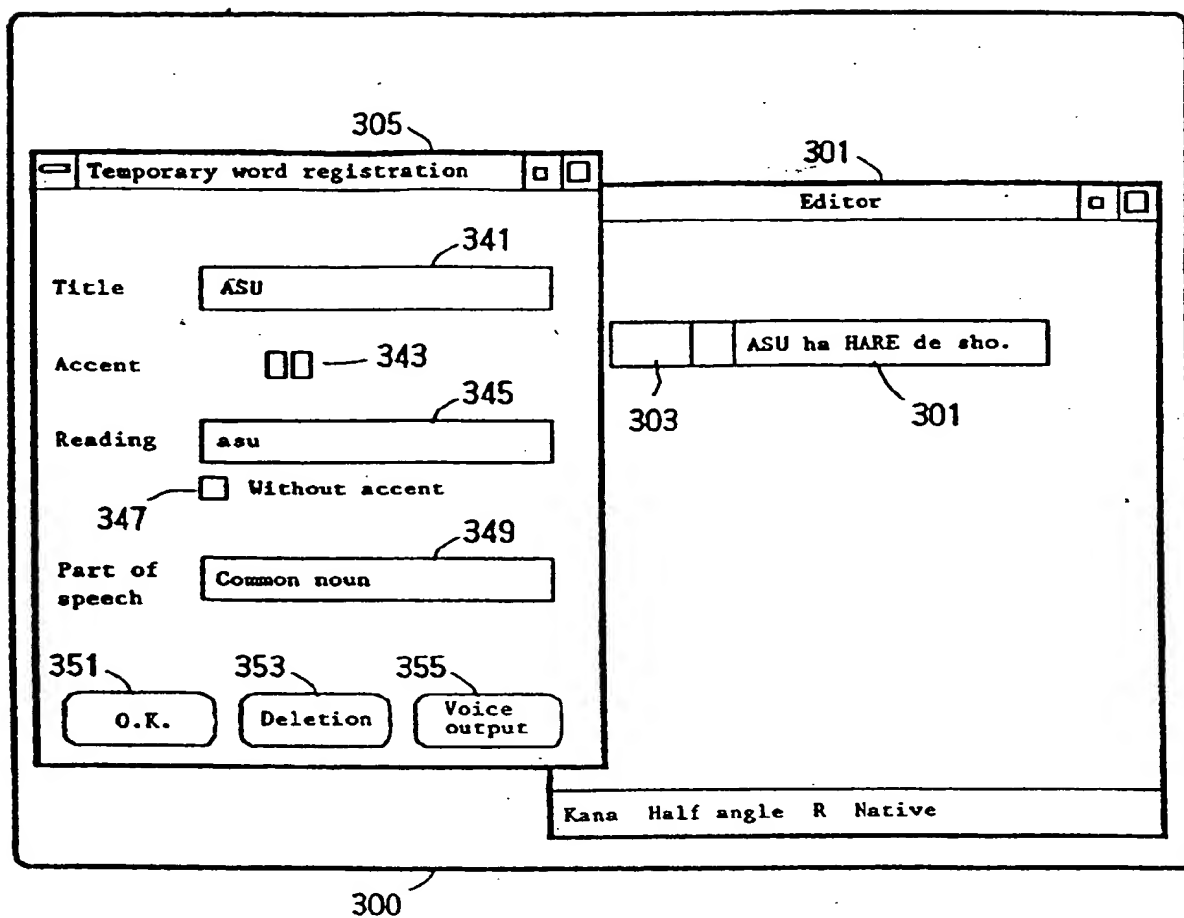 305
Temporary word registration
341
Title ASU
Accent 343
345
Reading asu
347 Without accent
349
Part of speech Common noun
351 353 355
O.K. Deletion Voice output
301
Editor
ASU ha HARE de sho.
303 301
Kana Half angle R Native
300